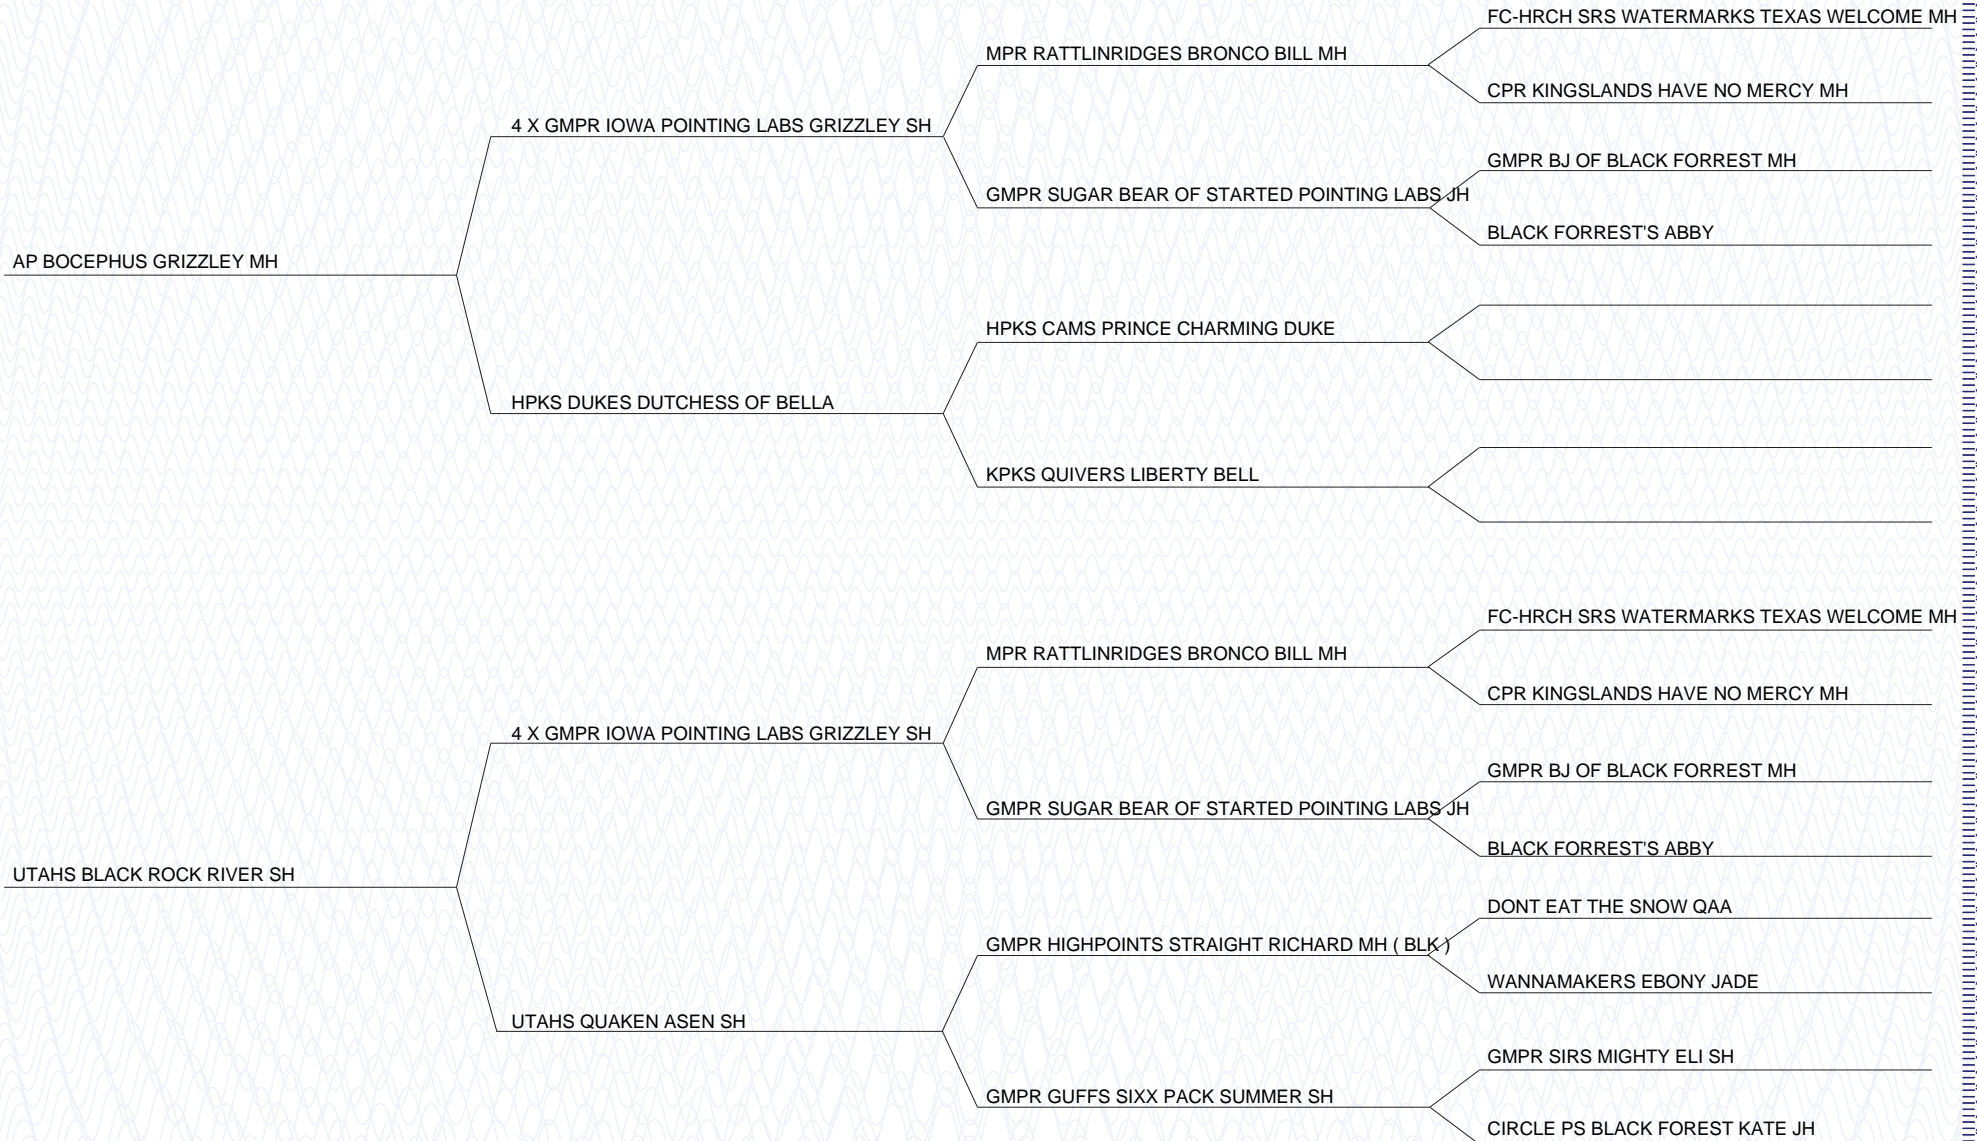 FC-HRCH SRS WATERMARKS TEXAS WELCOME MH
MPR RATTLINRIDGES BRONCO BILL MH
CPR KINGSLANDS HAVE NO MERCY MH
4 X GMPR IOWA POINTING LABS GRIZZLEY SH
GMPR BJ OF BLACK FORREST MH
GMPR SUGAR BEAR OF STARTED POINTING LABS JH
BLACK FORREST'S ABBY
AP BOCEPHUS GRIZZLEY MH
HPKS CAMS PRINCE CHARMING DUKE
HPKS DUKES DUTCHESS OF BELLA
KPKS QUIVERS LIBERTY BELL
FC-HRCH SRS WATERMARKS TEXAS WELCOME MH
MPR RATTLINRIDGES BRONCO BILL MH
CPR KINGSLANDS HAVE NO MERCY MH
4 X GMPR IOWA POINTING LABS GRIZZLEY SH
GMPR BJ OF BLACK FORREST MH
GMPR SUGAR BEAR OF STARTED POINTING LABS JH
BLACK FORREST'S ABBY
UTAHS BLACK ROCK RIVER SH
DONT EAT THE SNOW QAA
GMPR HIGHPOINTS STRAIGHT RICHARD MH ( BLK )
WANNAMAKERS EBONY JADE
UTAHS QUAKEN ASEN SH
GMPR SIRS MIGHTY ELI SH
GMPR GUFFS SIXX PACK SUMMER SH
CIRCLE PS BLACK FOREST KATE JH